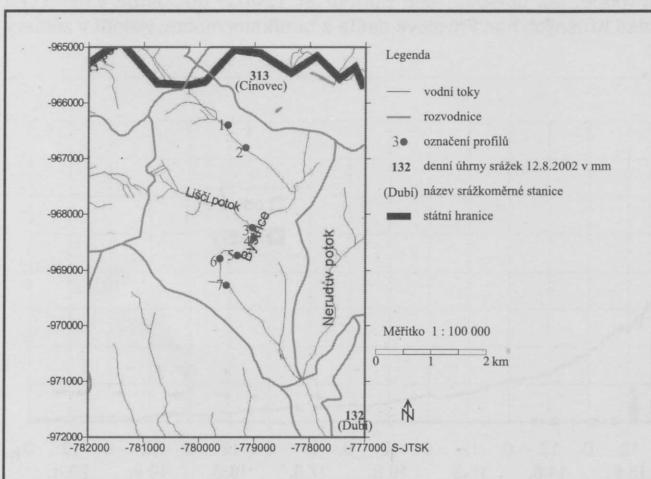 -965000
-966000
-967000
-968000
-969000
-970000
-971000
-972000
-782000
-781000
-780000
-779000
-778000
-777000
S-JTSK
313
(Cínovec)
1
2
Liščí potok
3
4
Bystřice
5
6
7
Nerudův potok
132
(Dubí)
Legenda
vodní toky
rozvodnice
3 označení profilů
132 denní úhrny srážek 12.8.2002 v mm
(Dubí) název srážkoměrné stanice
státní hranice
Měřítko 1 : 100 000
0 1 2 km
N